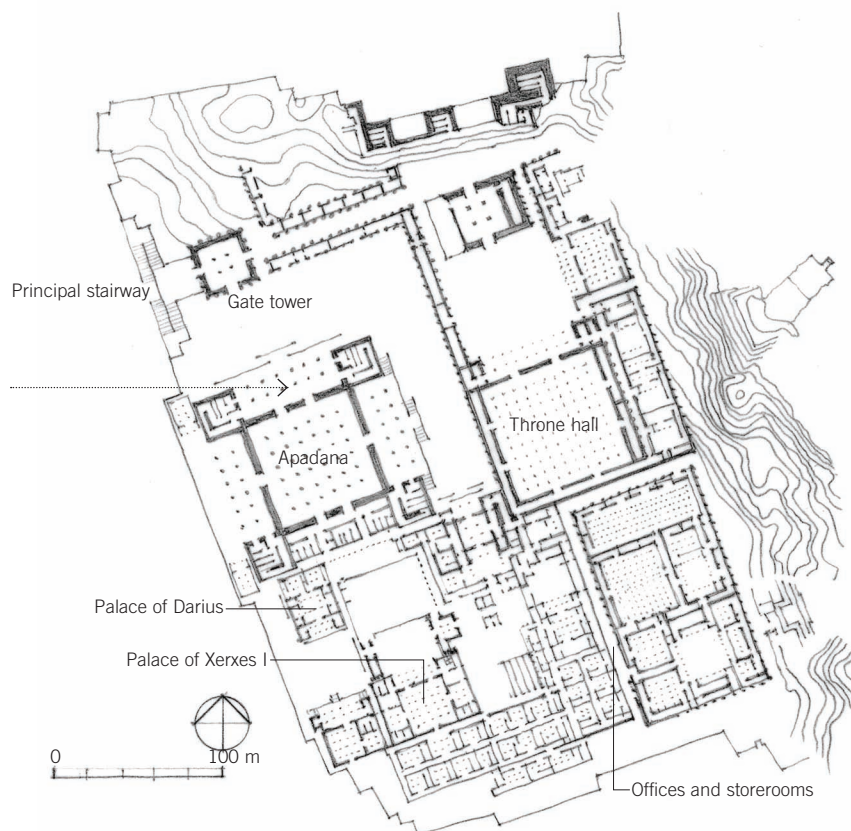 Principal stairway
Gate tower
Throne hall
Apadana
Palace of Darius
Palace of Xerxes I
0
100 m
Offices and storerooms